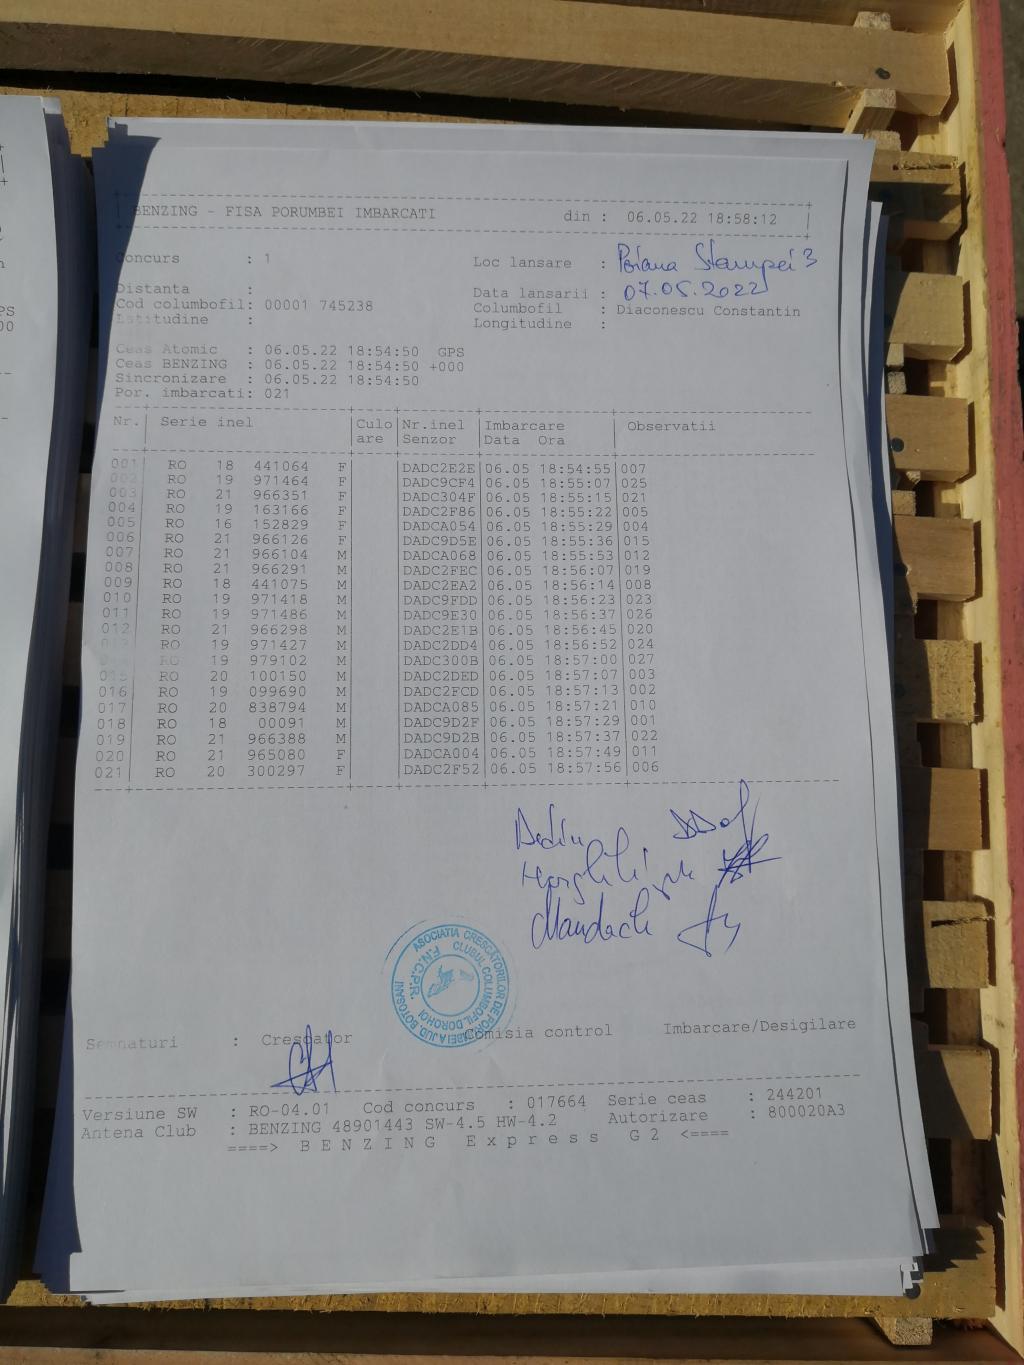 BENZING - FISA PORUMBEI IMBARCATI din : 06.05.22 18:58:12
Concurs : 1 Loc lansare : Poiana Stampei 3
Distanta : Data lansarii : 07.05.2022
Cod columbofil: 00001 745238 Columbofil : Diaconescu Constantin
Latitudine : Longitudine :
Ceas Atomic : 06.05.22 18:54:50 GPS
Ceas BENZING : 06.05.22 18:54:50 +000
Sincronizare : 06.05.22 18:54:50
Por. imbarcati: 021
Nr. Serie inel Culo Nr.inel Imbarcare Observatii
are Senzor Data Ora
001 RO 18 441064 F DADC2E2E 06.05 18:54:55 007
002 RO 19 971464 F DADC9CF4 06.05 18:55:07 025
003 RO 21 966351 F DADC304F 06.05 18:55:15 021
004 RO 19 163166 F DADC2F86 06.05 18:55:22 005
005 RO 16 152829 F DADCA054 06.05 18:55:29 004
006 RO 21 966126 F DADC9D5E 06.05 18:55:36 015
007 RO 21 966104 M DADCA068 06.05 18:55:53 012
008 RO 21 966291 M DADC2FEC 06.05 18:56:07 019
009 RO 18 441075 M DADC2EA2 06.05 18:56:14 008
010 RO 19 971418 M DADC9FDD 06.05 18:56:23 023
011 RO 19 971486 M DADC9E30 06.05 18:56:37 026
012 RO 21 966298 M DADC2E1B 06.05 18:56:45 020
013 RO 19 971427 M DADC2DD4 06.05 18:56:52 024
014 RO 19 979102 M DADC300B 06.05 18:57:00 027
015 RO 20 100150 M DADC2DED 06.05 18:57:07 003
016 RO 19 099690 M DADC2FCD 06.05 18:57:13 002
017 RO 20 838794 M DADCA085 06.05 18:57:21 010
018 RO 18 00091 M DADC9D2F 06.05 18:57:29 001
019 RO 21 966388 M DADC9D2B 06.05 18:57:37 022
020 RO 21 965080 F DADCA004 06.05 18:57:49 011
021 RO 20 300297 F DADC2F52 06.05 18:57:56 006
Mandache
ASOCIATIA CRESCĂTORILOR DE PORUMBEI A JUD. BOTOSANI
CLUBUL COLUMBOFIL DOROHOI
F.N.C.P.R.
Semnaturi : Crescator Comisia control Imbarcare/Desigilare
Versiune SW : RO-04.01 Cod concurs : 017664 Serie ceas : 244201
Antena Club : BENZING 48901443 SW-4.5 HW-4.2 Autorizare : 800020A3
====> B E N Z I N G E x p r e s s G 2 <====